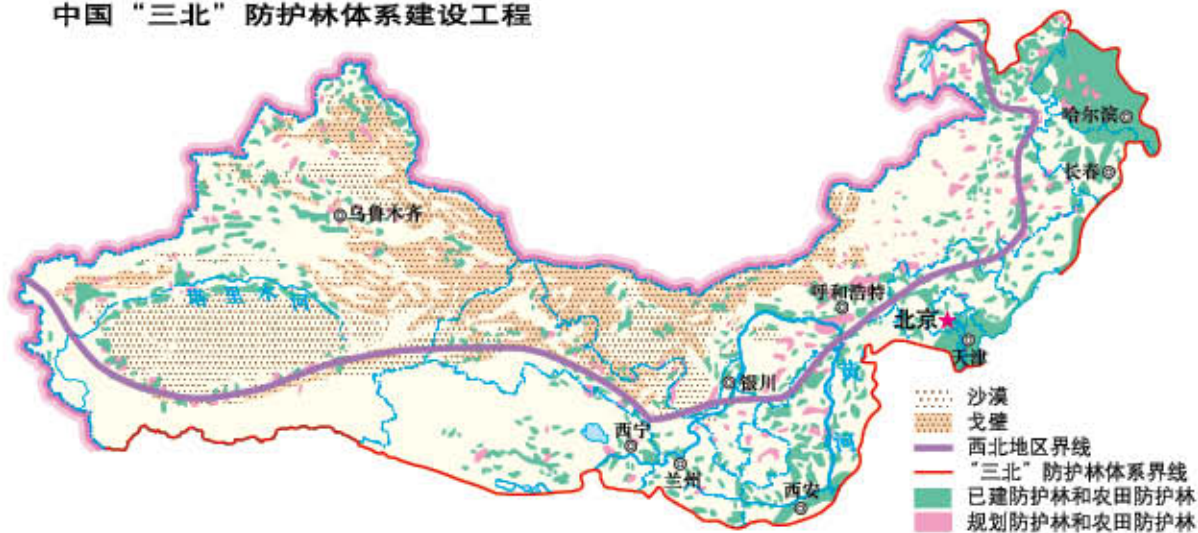 中国“三北”防护林体系建设工程
哈尔滨
长春
乌鲁木齐
塔里木河
呼和浩特
北京
天津
银川
黄河
西宁
兰州
西安
沙漠
戈壁
西北地区界线
“三北”防护林体系界线
已建防护林和农田防护林
规划防护林和农田防护林